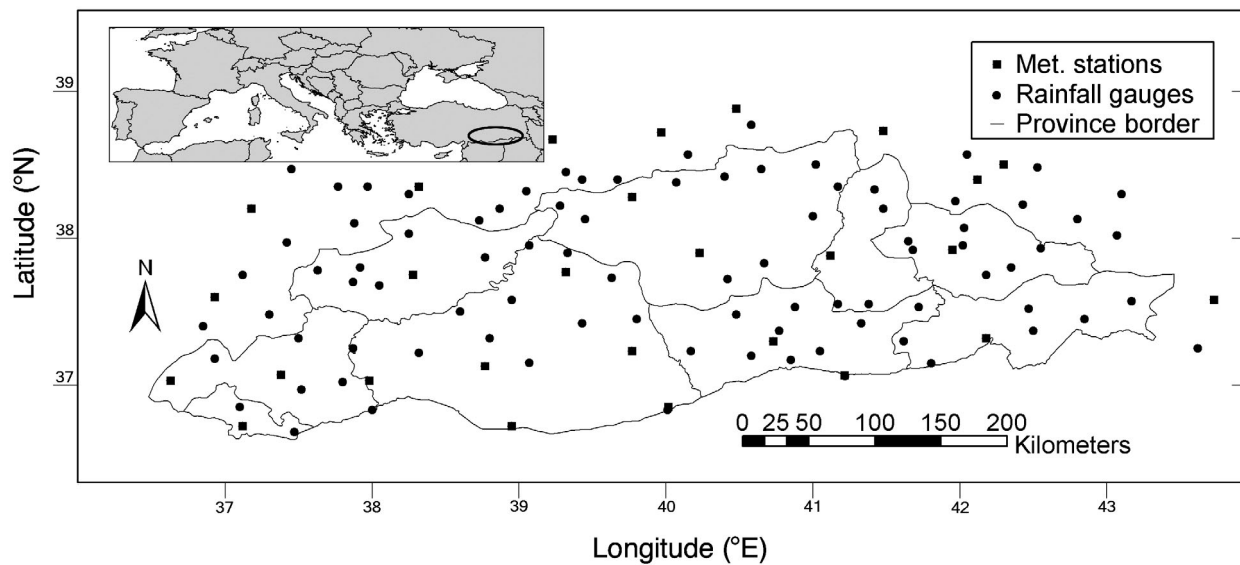 39
38
37
Latitude (°N)
N
Met. stations
Rainfall gauges
Province border
0 25 50 100 150 200
Kilometers
37 38 39 40 41 42 43
Longitude (°E)